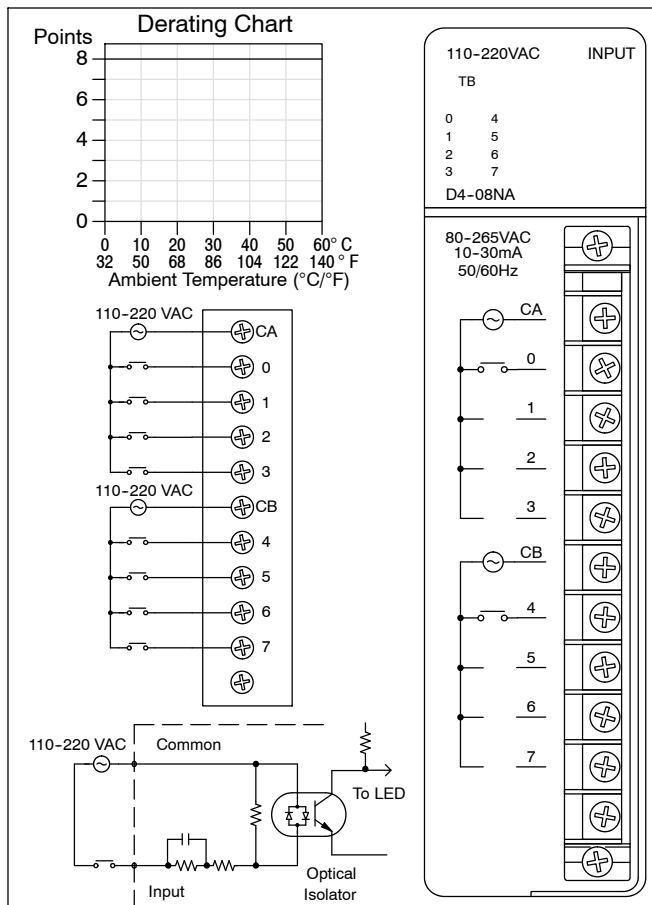 Derating Chart
Points
8
6
4
2
0
0 10 20 30 40 50 60°C
32 50 68 86 104 122 140°F
Ambient Temperature (°C/°F)
110-220 VAC
CA
0
1
2
3
110-220 VAC
CB
4
5
6
7
110-220 VAC
Common
To LED
Input
Optical
Isolator
110-220VAC INPUT
TB
0 4
1 5
2 6
3 7
D4-08NA
80-265VAC
10-30mA
50/60Hz
CA
0
1
2
3
CB
4
5
6
7